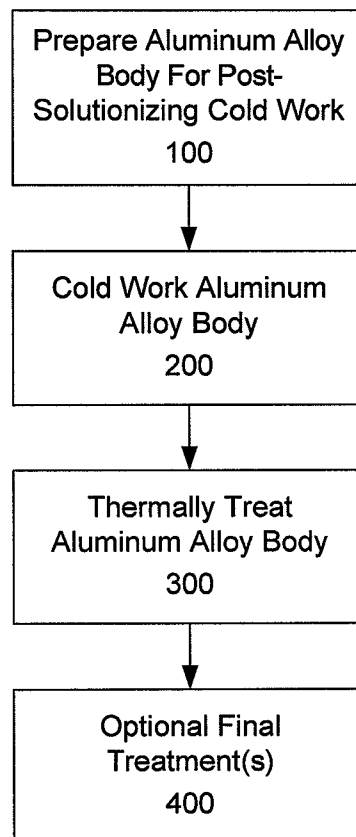 Prepare Aluminum Alloy
Body For Post-
Solutionizing Cold Work
100
Cold Work Aluminum
Alloy Body
200
Thermally Treat
Aluminum Alloy Body
300
Optional Final
Treatment(s)
400